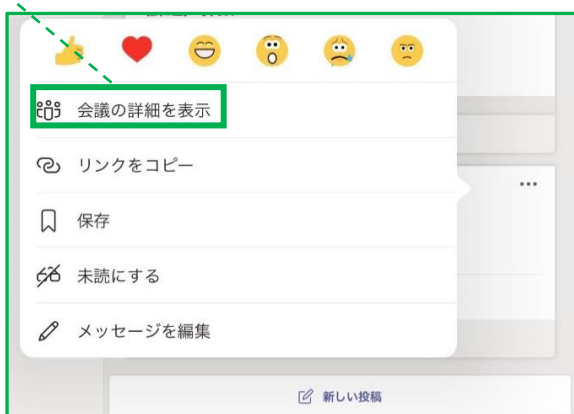 会議の詳細を表示
リンクをコピー
保存
未読にする
メッセージを編集
新しい投稿